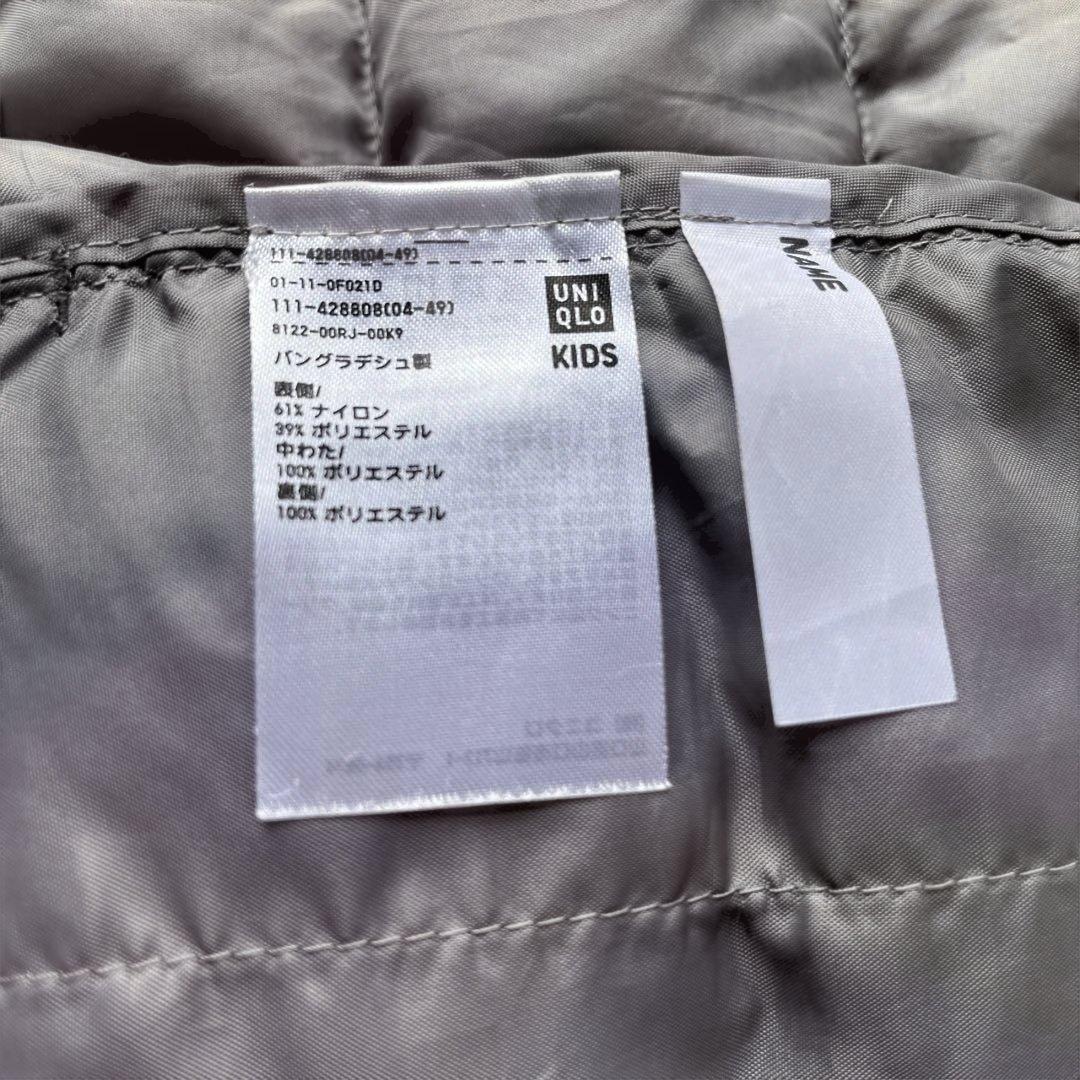 111-428808(04-49)
01-11-0F021D
111-428808(04-49)
8122-00RJ-00K9
バングラデシュ製
表側/
61% ナイロン
39% ポリエステル
中わた/
100% ポリエステル
裏側/
100% ポリエステル
UNI
QLO
KIDS
NAME